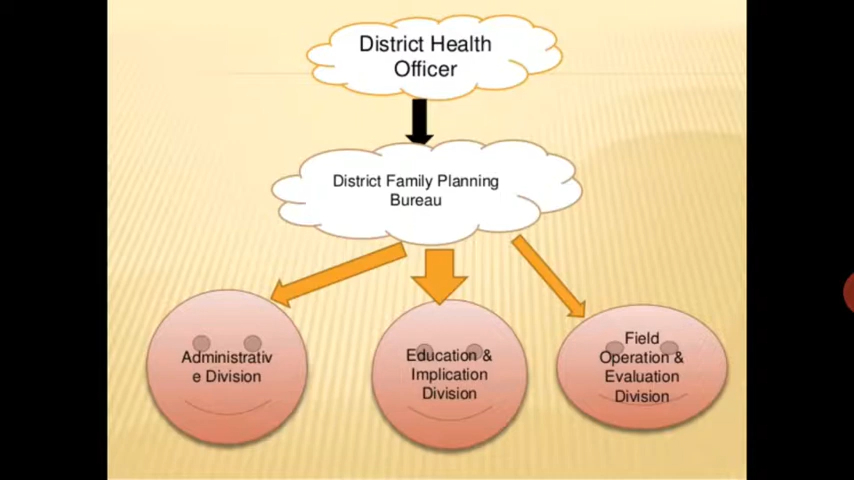 District Health
Officer
District Family Planning
Bureau
Administrativ
e Division
Education &
Implication
Division
Field
Operation &
Evaluation
Division